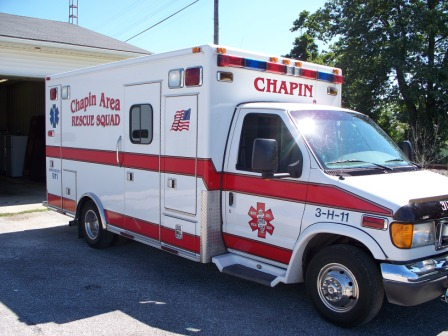 CHAPIN
Chapin Area
RESCUE SQUAD
3-H-11